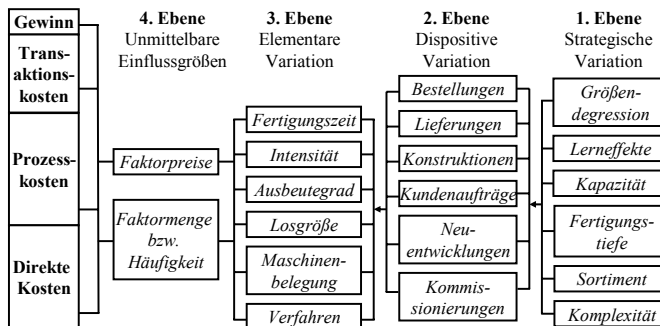 Gewinn
Trans-
aktions-
kosten
Prozess-
kosten
Direkte
Kosten
4. Ebene
Unmittelbare
Einflussgrößen
Faktorpreise
Faktormenge
bzw.
Häufigkeit
3. Ebene
Elementare
Variation
Fertigungszeit
Intensität
Ausbeutegrad
Losgröße
Maschinen-
belegung
Verfahren
2. Ebene
Dispositive
Variation
Bestellungen
Lieferungen
Konstruktionen
Kundenaufträge
Neu-
entwicklungen
Kommis-
sionierungen
1. Ebene
Strategische
Variation
Größen-
degression
Lerneffekte
Kapazität
Fertigungs-
tiefe
Sortiment
Komplexität